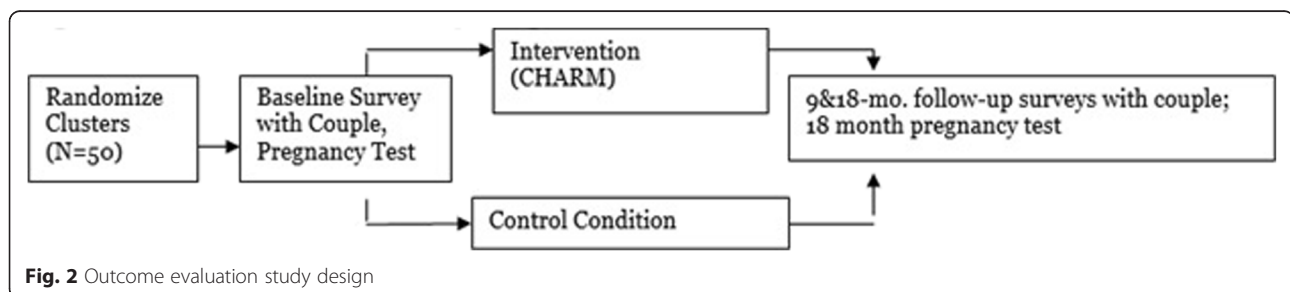 Randomize
Clusters
(N=50)
Baseline Survey
with Couple,
Pregnancy Test
Intervention
(CHARM)
Control Condition
9&18-mo. follow-up surveys with couple;
18 month pregnancy test
Fig. 2 Outcome evaluation study design